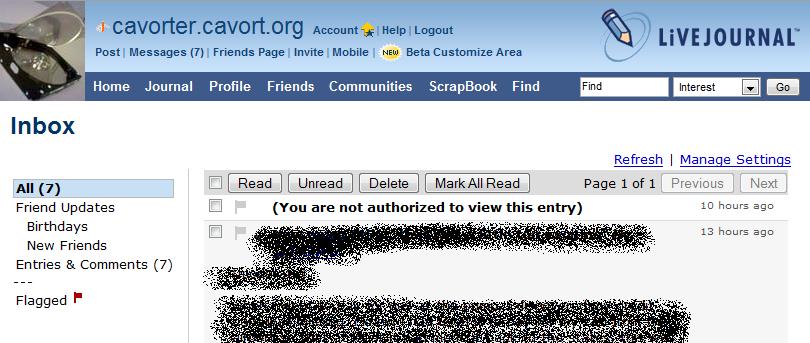 cavorter.cavort.org Account | Help | Logout
Post | Messages (7) | Friends Page | Invite | Mobile | NEW Beta Customize Area
LiVEJOURNAL™
Home Journal Profile Friends Communities ScrapBook Find Find Interest Go
Inbox
Refresh | Manage Settings
All (7)
Friend Updates
Birthdays
New Friends
Entries & Comments (7)
---
Flagged
Read Unread Delete Mark All Read Page 1 of 1 Previous Next
(You are not authorized to view this entry) 10 hours ago
13 hours ago